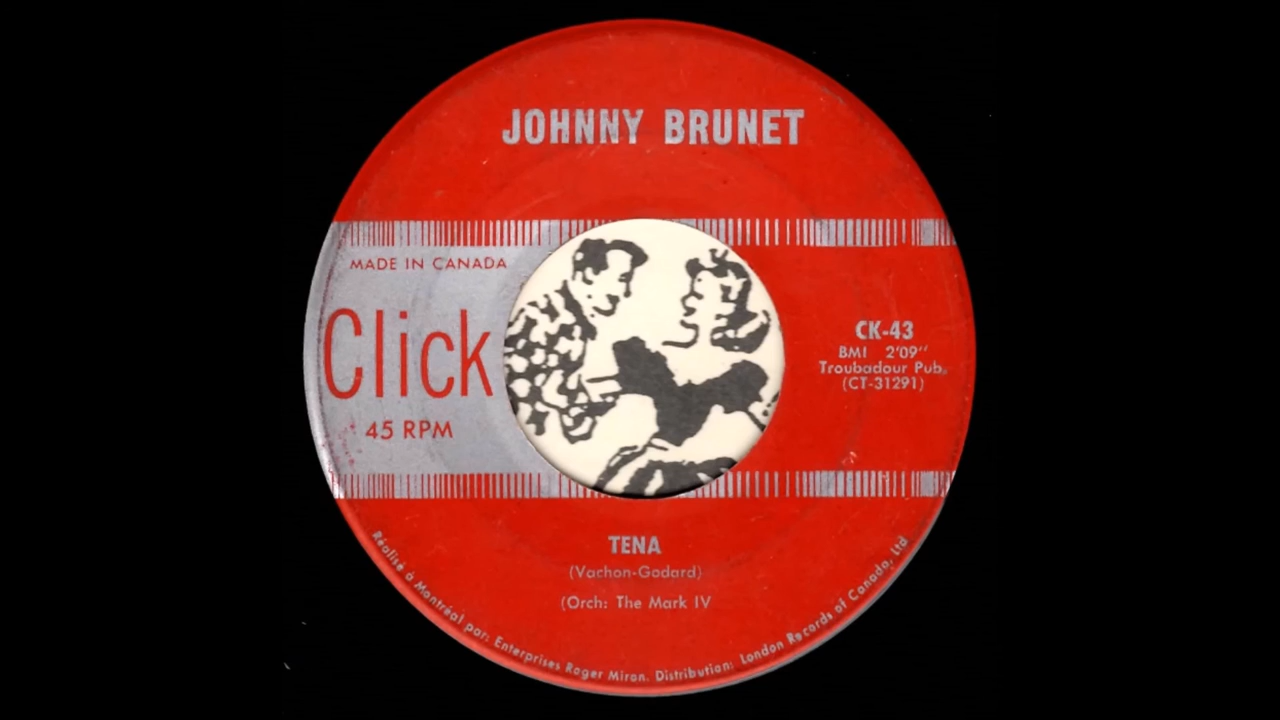 JOHNNY BRUNET
MADE IN CANADA
Click
45 RPM
CK-43
BMI 2'09''
Troubadour Pub.
(CT-31291)
TENA
(Vachon-Godard)
(Orch: The Mark IV
Réalisé à Montréal par: Enterprises Roger Miron. Distribution: London Records of Canada, Ltd